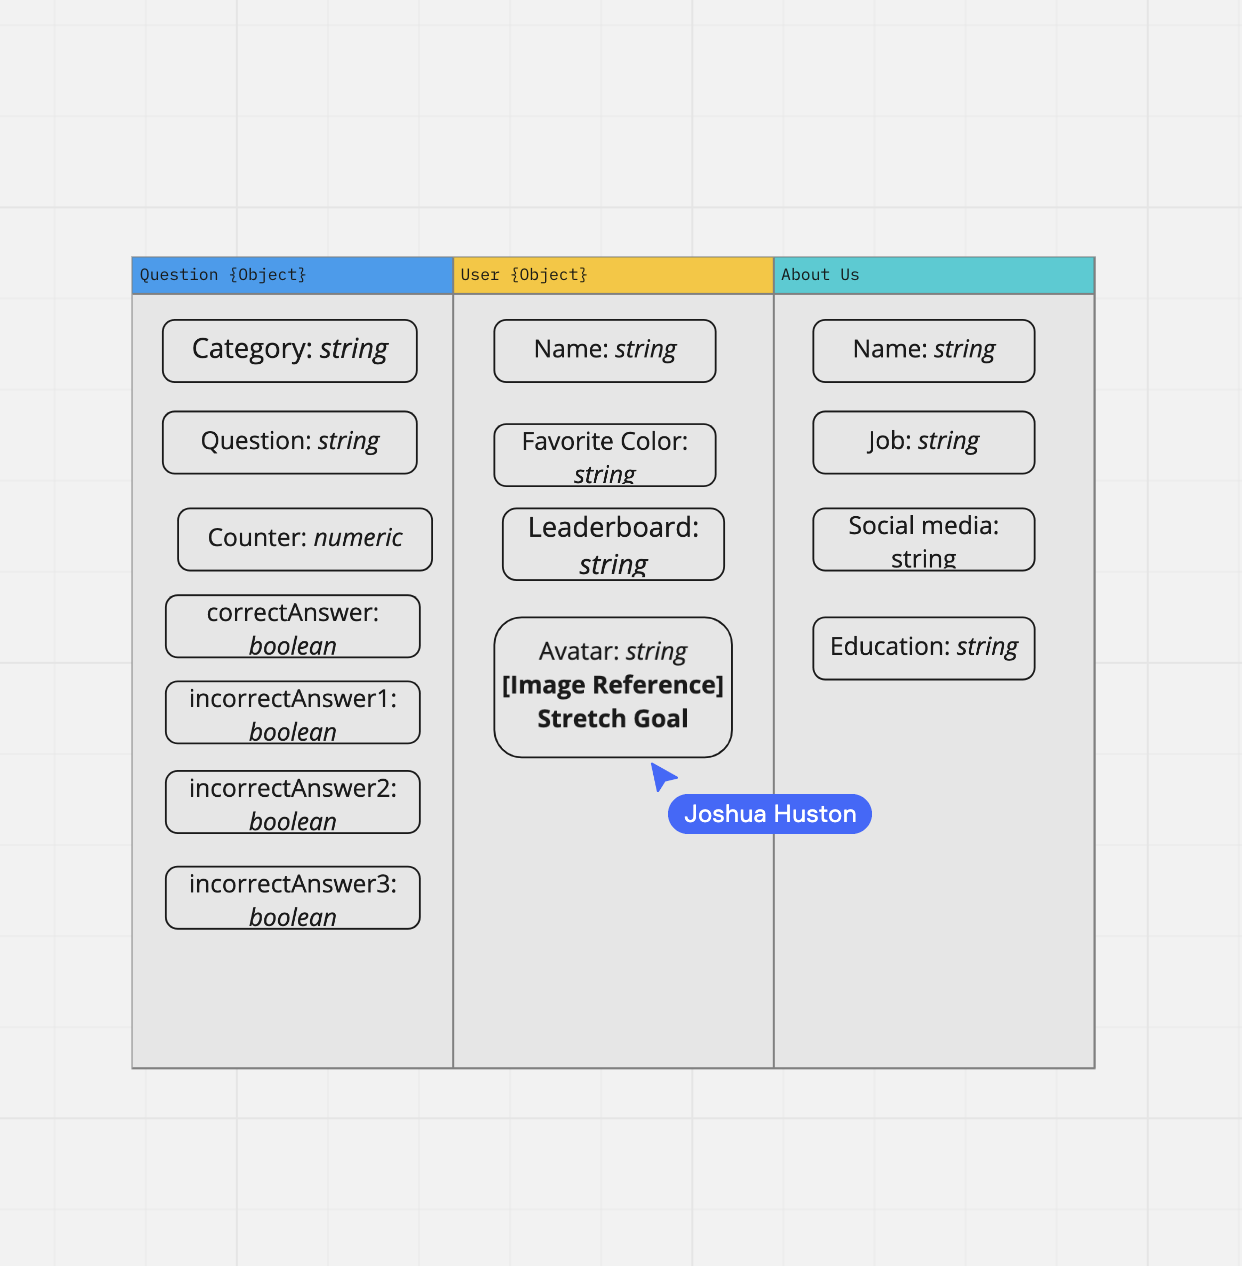 Question {Object}
Category: string
Question: string
Counter: numeric
correctAnswer:
boolean
incorrectAnswer1:
boolean
incorrectAnswer2:
boolean
incorrectAnswer3:
boolean
User {Object}
Name: string
Favorite Color:
string
Leaderboard:
string
Avatar: string
[Image Reference]
Stretch Goal
Joshua Huston
About Us
Name: string
Job: string
Social media:
string
Education: string